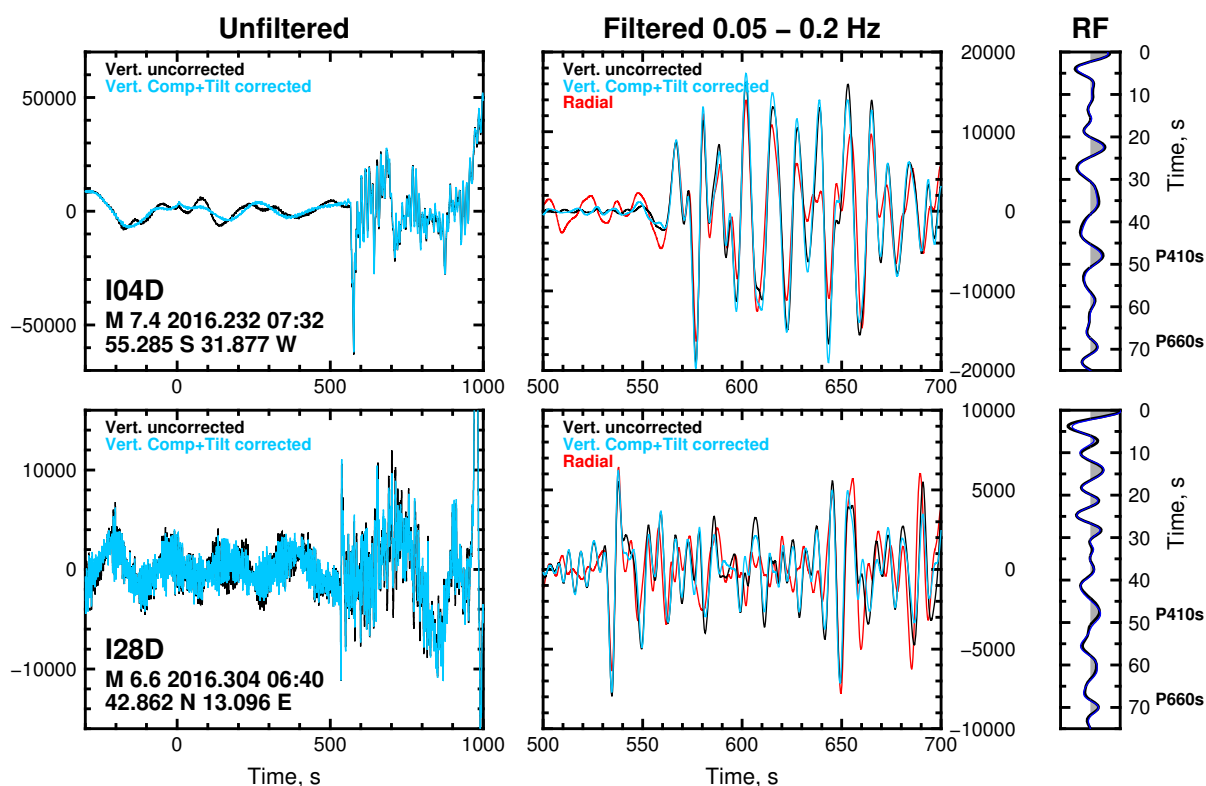 Unfiltered
Filtered 0.05 – 0.2 Hz
RF
Vert. uncorrected
Vert. Comp+Tilt corrected
50000
0
−50000
I04D
M 7.4 2016.232 07:32
55.285 S 31.877 W
0
500
1000
Vert. uncorrected
Vert. Comp+Tilt corrected
Radial
20000
10000
0
−10000
−20000
500
550
600
650
700
0
10
20
30
40
50
60
70
Time, s
P410s
P660s
Vert. uncorrected
Vert. Comp+Tilt corrected
10000
0
−10000
I28D
M 6.6 2016.304 06:40
42.862 N 13.096 E
0
500
1000
Time, s
Vert. uncorrected
Vert. Comp+Tilt corrected
Radial
10000
5000
0
−5000
−10000
500
550
600
650
700
Time, s
0
10
20
30
40
50
60
70
Time, s
P410s
P660s